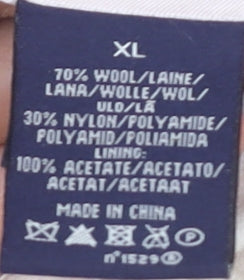 XL
70% WOOL/LAINE/
LANA/WOLLE/WOL/
ULD/LÃ
30% NYLON/POLYAMIDE/
POLYAMID/POLIAMIDA
LINING:
100% ACETATE/ACETATO/
ACETAT/ACETAAT
MADE IN CHINA
P
n°1529 ®